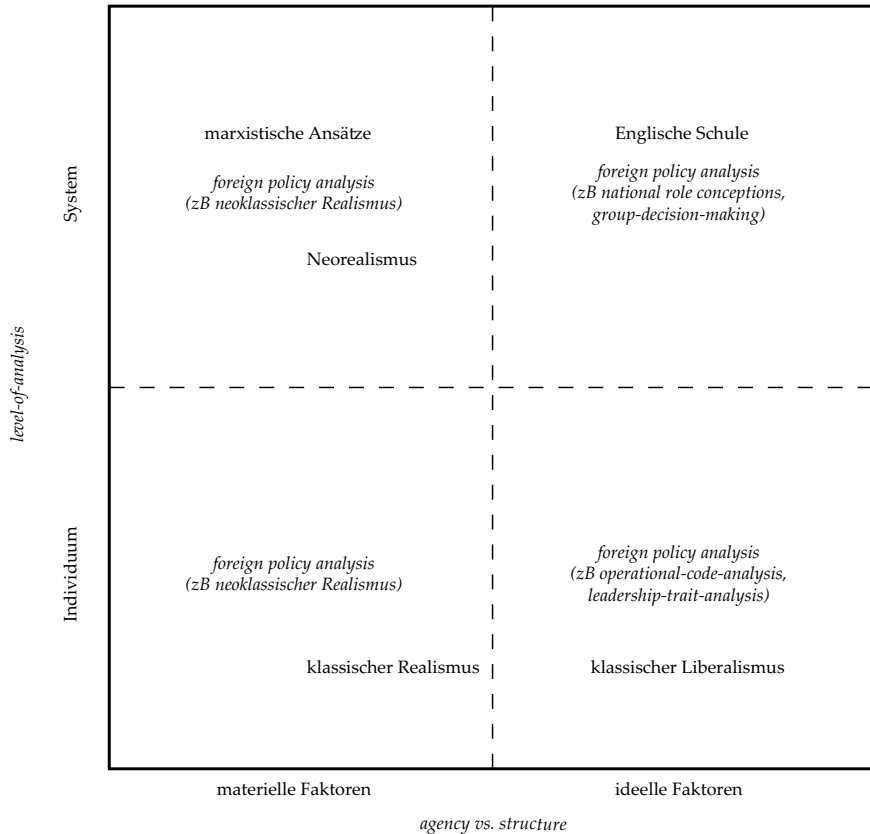 marxistische Ansätze
foreign policy analysis
(zB neoklassischer Realismus)
Neorealismus
Englische Schule
foreign policy analysis
(zB national role conceptions,
group-decision-making)
System
level-of-analysis
Individuum
foreign policy analysis
(zB neoklassischer Realismus)
klassischer Realismus
foreign policy analysis
(zB operational-code-analysis,
leadership-trait-analysis)
klassischer Liberalismus
materielle Faktoren
ideelle Faktoren
agency vs. structure